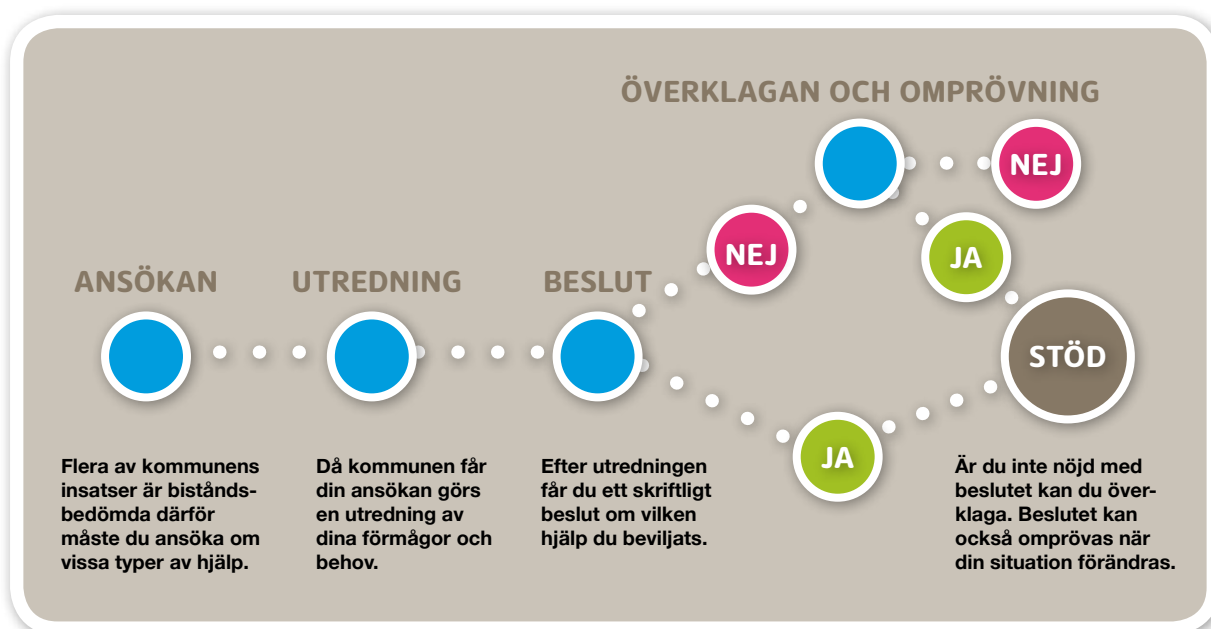 ÖVERKLAGAN OCH OMPRÖVNING
NEJ
NEJ
JA
ANSÖKAN
UTREDNING
BESLUT
STÖD
JA
Flera av kommunens
insatser är bistånds-
bedömda därför
måste du ansöka om
vissa typer av hjälp.
Då kommunen får
din ansökan görs
en utredning av
dina förmågor och
behov.
Efter utredningen
får du ett skriftligt
beslut om vilken
hjälp du beviljats.
Är du inte nöjd med
beslutet kan du över-
klaga. Beslutet kan
också omprövas när
din situation förändras.